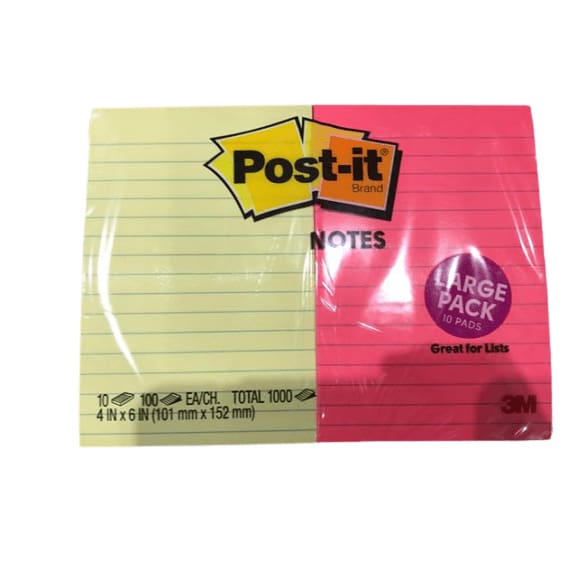 Post-it®
Brand
NOTES
LARGE
PACK
10 PADS
Great for Lists
10 100 EA/CH. TOTAL 1000
4 IN x 6 IN (101 mm x 152 mm)
3M